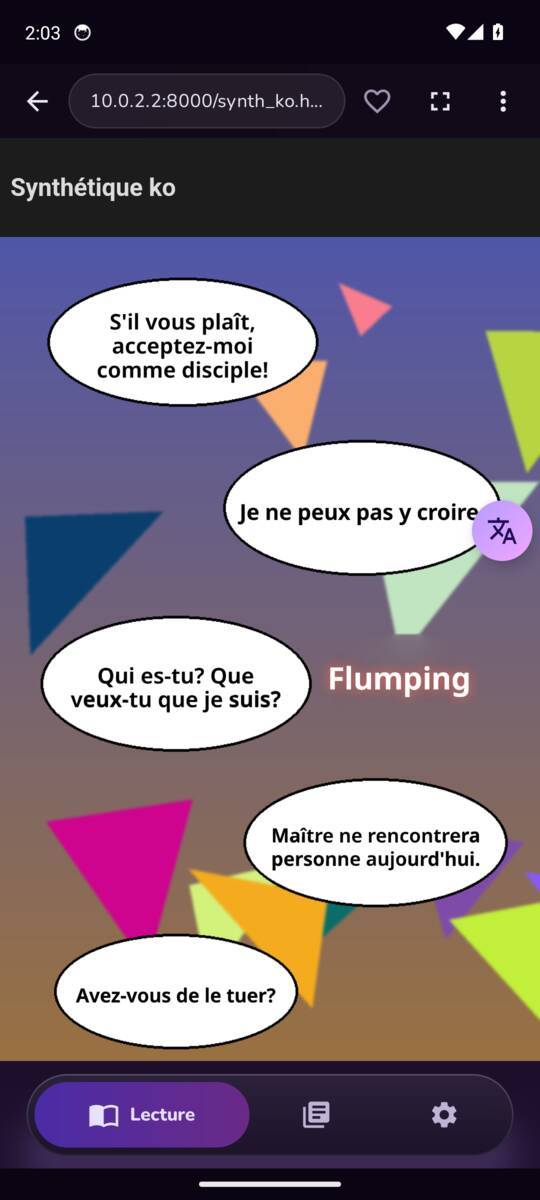 2:03
10.0.2.2:8000/synth_ko.h...
Synthétique ko
S'il vous plaît,
acceptez-moi
comme disciple!
Je ne peux pas y croire
Qui es-tu? Que
veux-tu que je suis?
Flumping
Maître ne rencontrera
personne aujourd'hui.
Avez-vous de le tuer?
Lecture